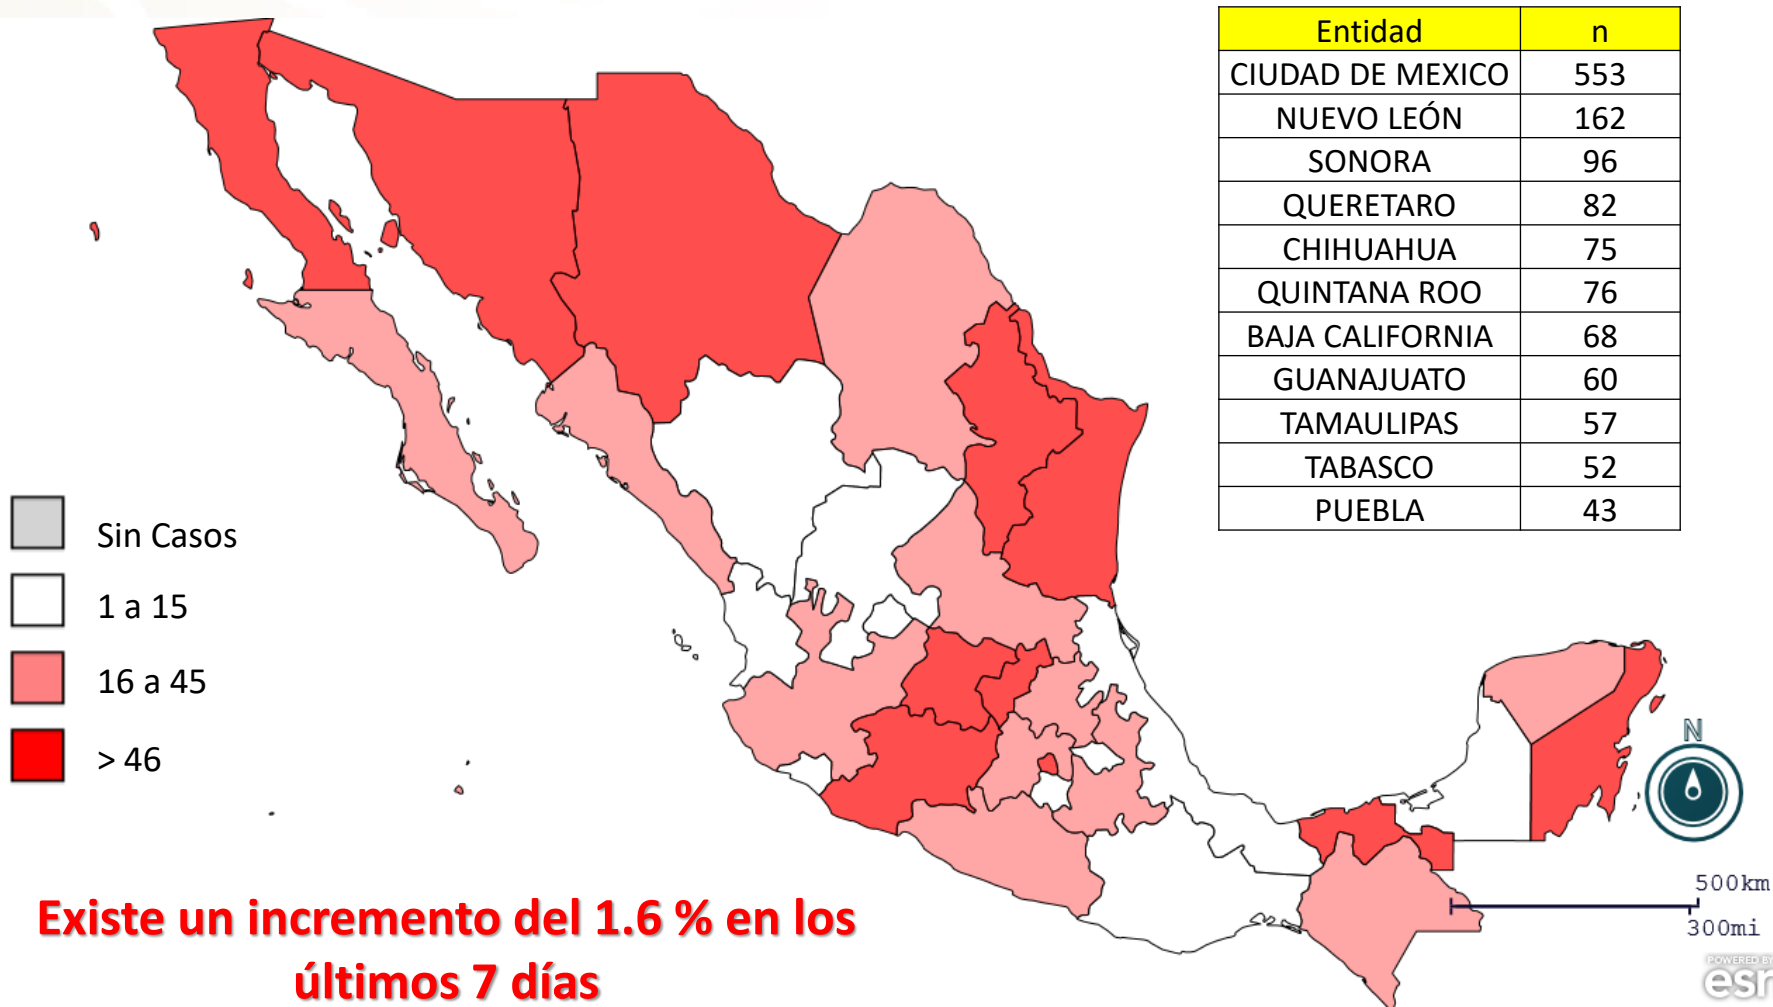 Entidad n
CIUDAD DE MEXICO 553
NUEVO LEÓN 162
SONORA 96
QUERETARO 82
CHIHUAHUA 75
QUINTANA ROO 76
BAJA CALIFORNIA 68
GUANAJUATO 60
TAMAULIPAS 57
TABASCO 52
PUEBLA 43
Sin Casos
1 a 15
16 a 45
> 46
N
500km
300mi
Existe un incremento del 1.6 % en los
últimos 7 días
POWERED BY